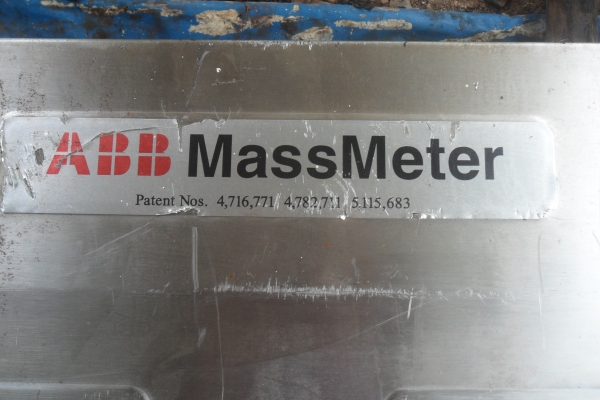 ABB MassMeter
Patent Nos. 4,716,771 4,782,711 5,115,683